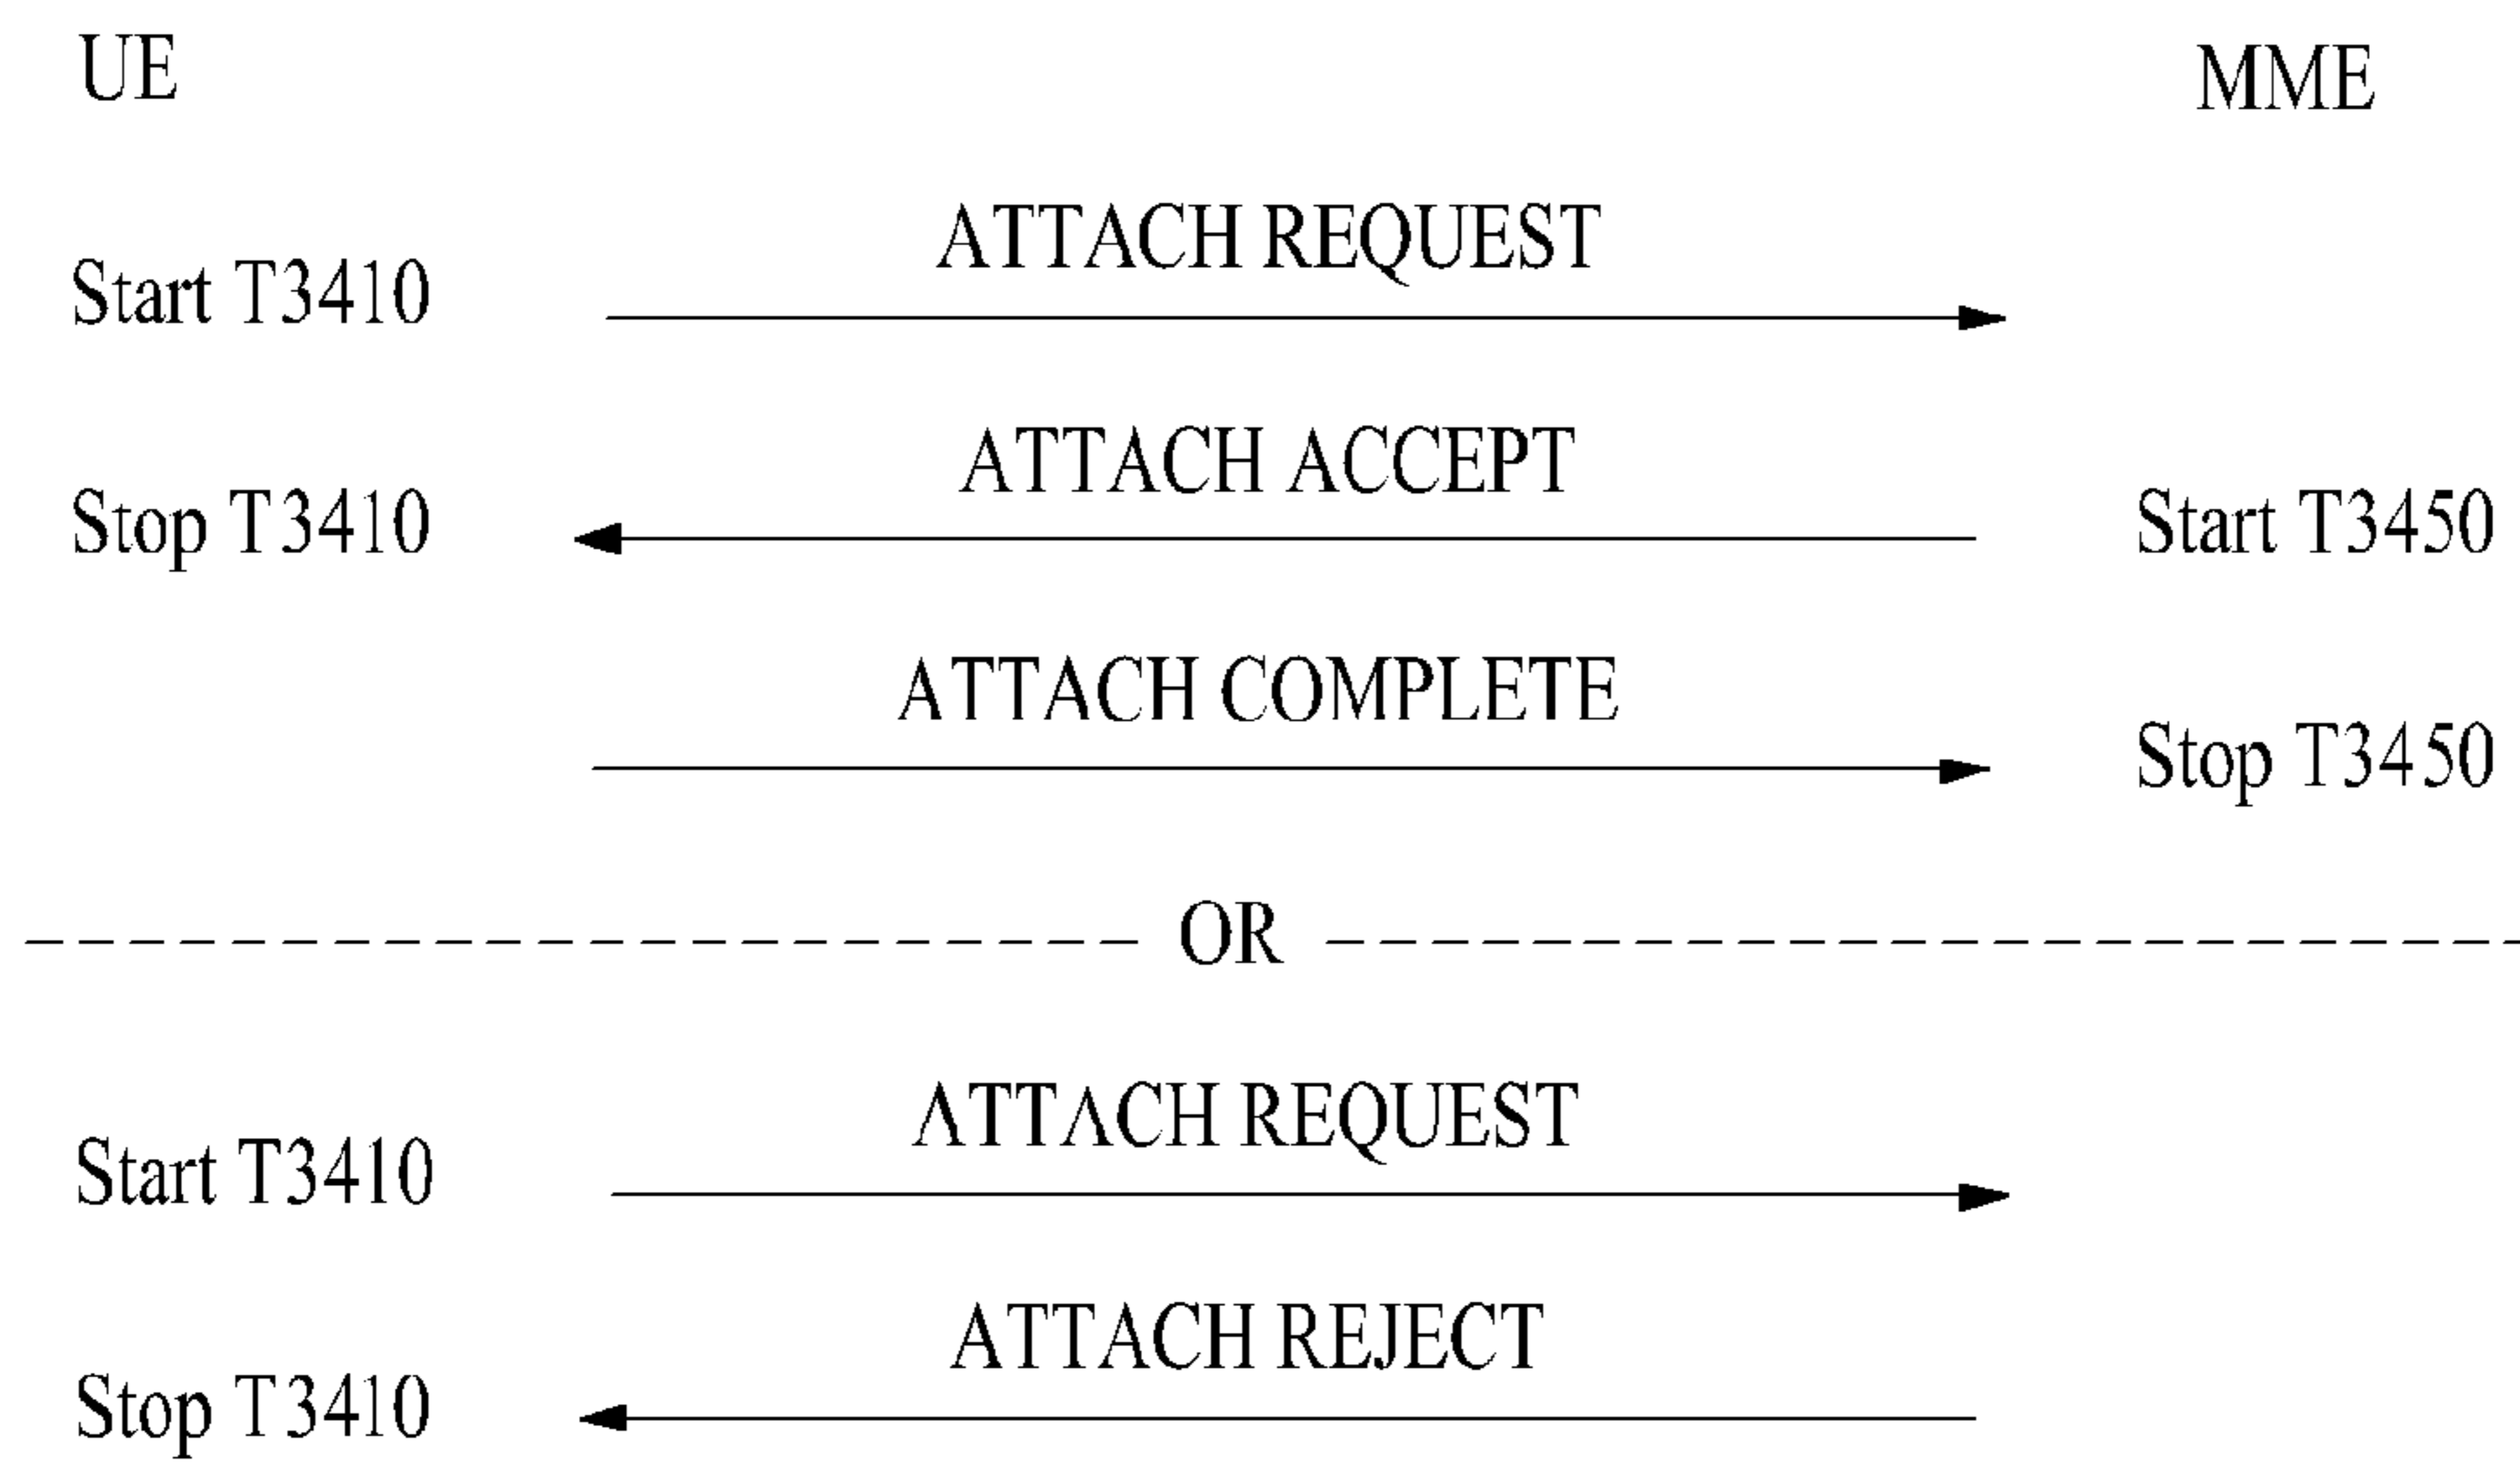 UE MME
ATTACH REQUEST
Start T3410
ATTACH ACCEPT
Stop T3410 Start T3450
ATTACH COMPLETE
Stop T3450
OR
ATTACH REQUEST
Start T3410
ATTACH REJECT
Stop T3410